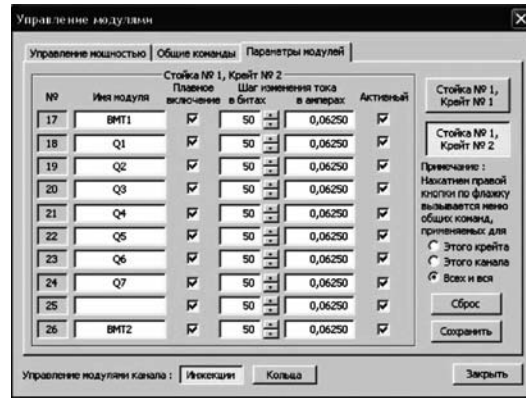 Управление модулями
Управление мощностью Общие команды Параметры модулей
Стойка № 1, Крейт № 2
№ Имя модуля Плавное включение Шаг изменения тока в битах в амперах Активный
17 ВМТ1 50 0,06250
18 Q1 50 0,06250
19 Q2 50 0,06250
20 Q3 50 0,06250
21 Q4 50 0,06250
22 Q5 50 0,06250
23 Q6 50 0,06250
24 Q7 50 0,06250
25 50 0,06250
26 ВМТ2 50 0,06250
Стойка № 1,
Крейт № 1
Стойка № 1,
Крейт № 2
Примечание :
Нажатием правой
кнопки по флажку
вызывается меню
общих команд,
применяемых для
Этого крейта
Этого канала
Всех и вся
Сброс
Сохранить
Управление модулями канала : Инжекции Кольца
Закрыть